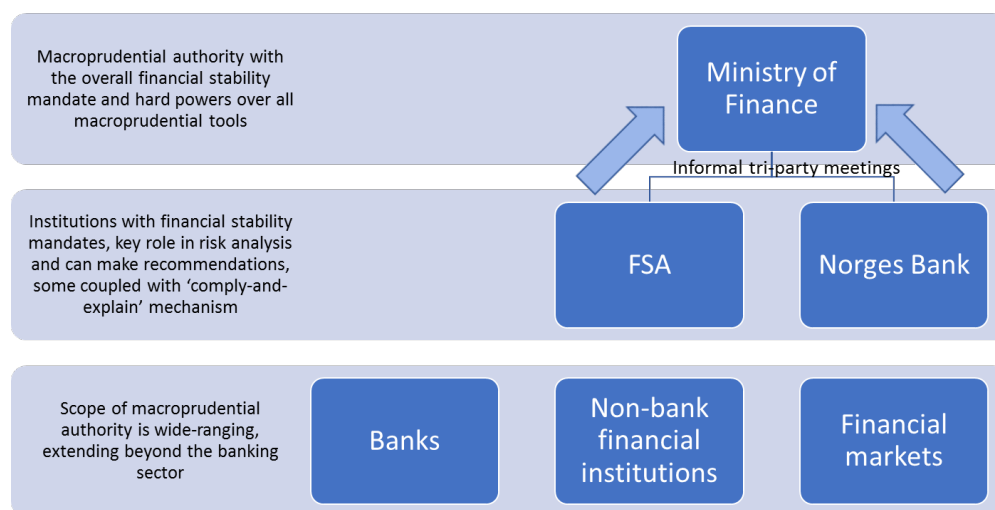 Macroprudential authority with
the overall financial stability
mandate and hard powers over all
macroprudential tools
Ministry of
Finance
Informal tri-party meetings
Institutions with financial stability
mandates, key role in risk analysis
and can make recommendations,
some coupled with ‘comply-and-
explain’ mechanism
FSA
Norges Bank
Scope of macroprudential
authority is wide-ranging,
extending beyond the banking
sector
Banks
Non-bank
financial
institutions
Financial
markets